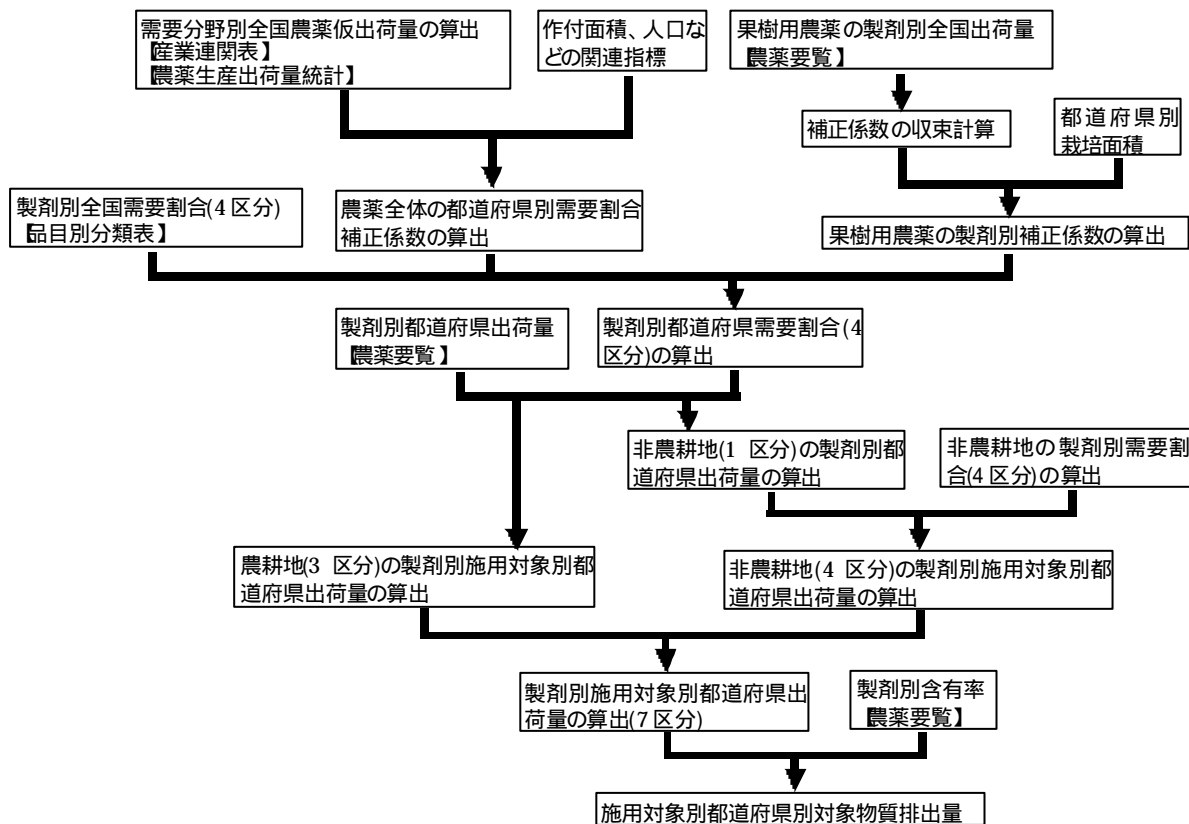 需要分野別全国農薬仮出荷量の算出
【産業連関表】
【農薬生産出荷量統計】
作付面積、人口な
どの関連指標
果樹用農薬の製剤別全国出荷量
【農薬要覧】
補正係数の収束計算
都道府県別
栽培面積
製剤別全国需要割合(4区分)
【品目別分類表】
農薬全体の都道府県別需要割合
補正係数の算出
果樹用農薬の製剤別補正係数の算出
製剤別都道府県出荷量
【農薬要覧】
製剤別都道府県需要割合(4
区分)の算出
非農耕地(1 区分)の製剤別都
道府県出荷量の算出
非農耕地の製剤別需要割
合(4区分)の算出
農耕地(3 区分)の製剤別施用対象別都
道府県出荷量の算出
非農耕地(4 区分)の製剤別施用対象別都
道府県出荷量の算出
製剤別施用対象別都道府県出
荷量の算出(7区分)
製剤別含有率
【農薬要覧】
施用対象別都道府県別対象物質排出量